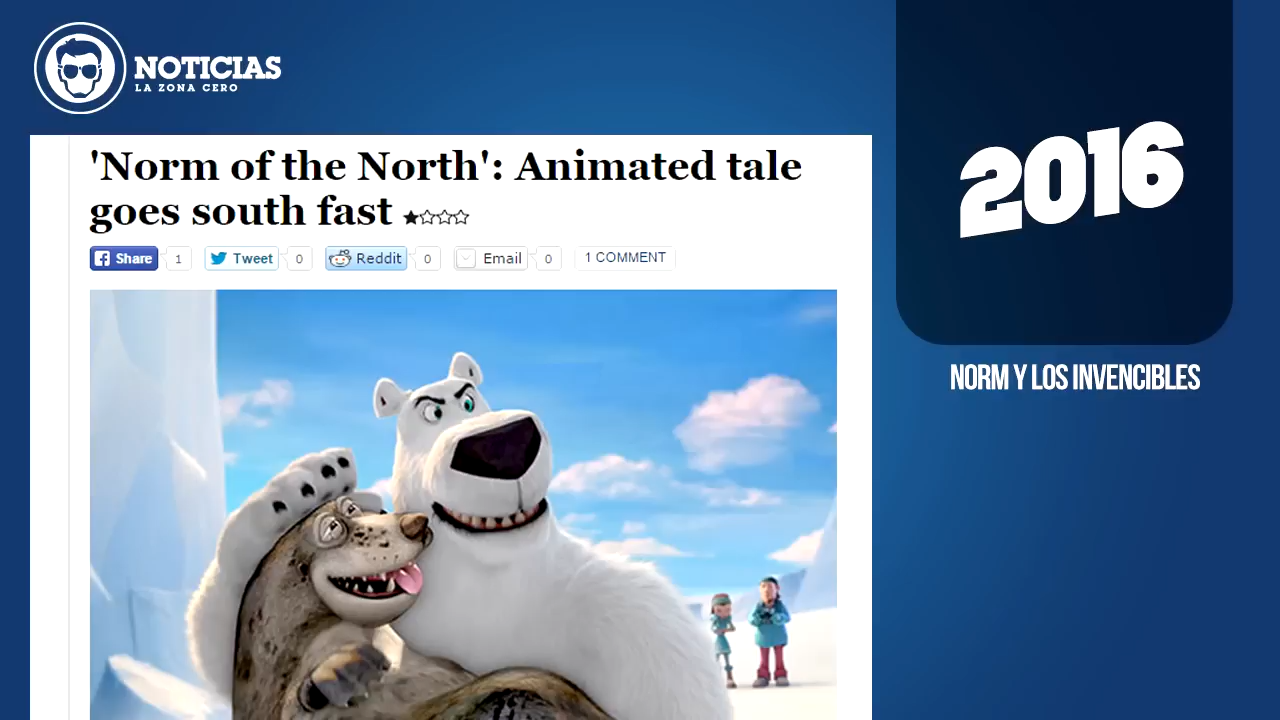 NOTICIAS
LA ZONA CERO
'Norm of the North': Animated tale
goes south fast
Share 1 Tweet 0 Reddit 0 Email 0 1 COMMENT
2016
NORM Y LOS INVENCIBLES